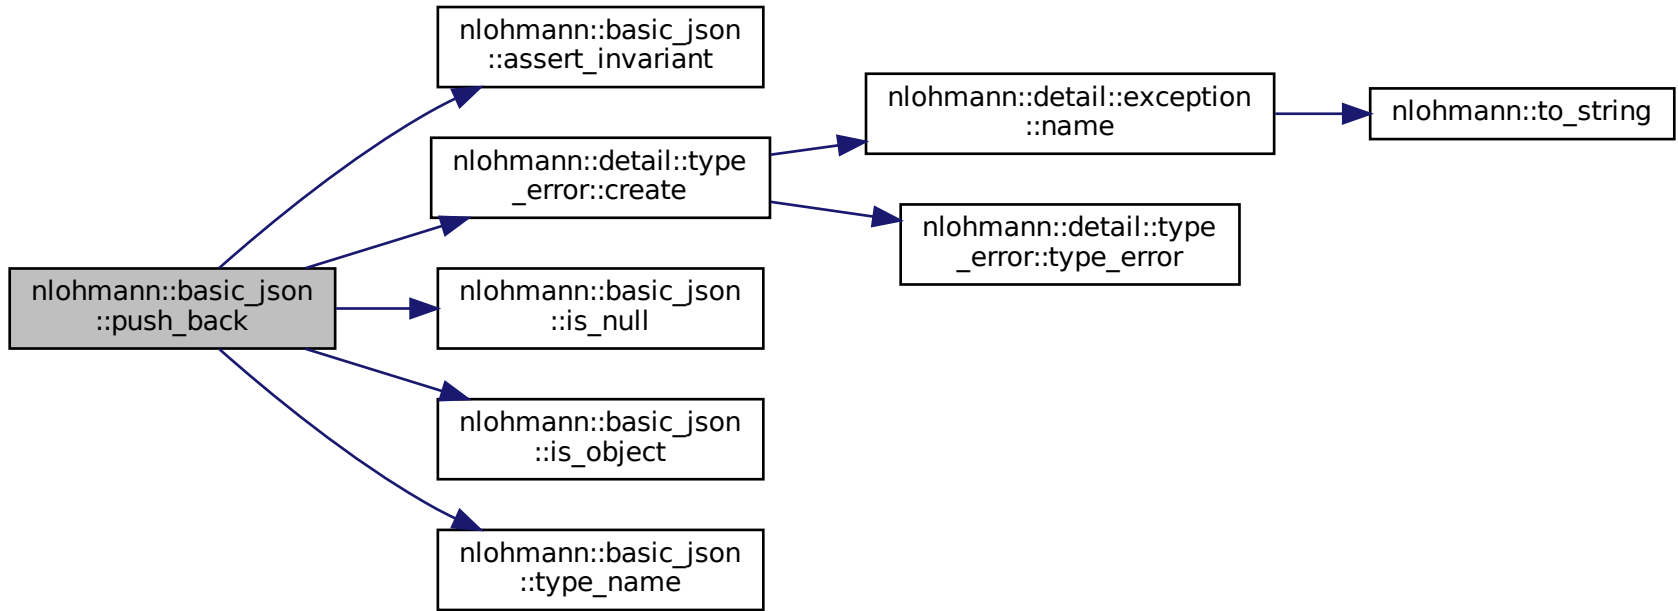 nlohmann::basic_json
::push_back
nlohmann::basic_json
::assert_invariant
nlohmann::detail::type
_error::create
nlohmann::basic_json
::is_null
nlohmann::basic_json
::is_object
nlohmann::basic_json
::type_name
nlohmann::detail::exception
::name
nlohmann::detail::type
_error::type_error
nlohmann::to_string